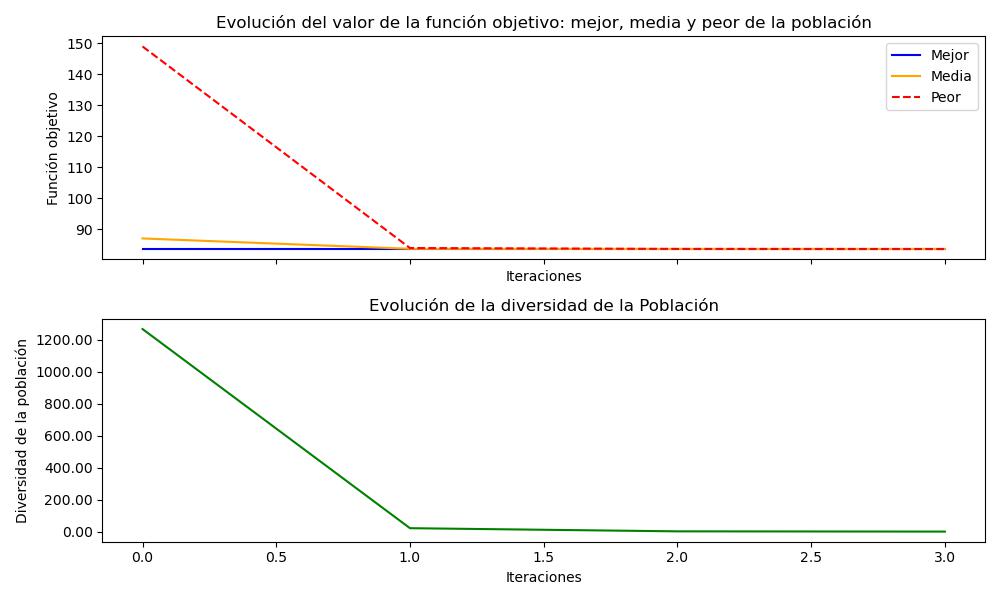 Evolución del valor de la función objetivo: mejor, media y peor de la población
150
140
130
120
110
100
90
Función objetivo
Mejor
Media
Peor
Iteraciones
Evolución de la diversidad de la Población
1200.00
1000.00
800.00
600.00
400.00
200.00
0.00
Diversidad de la población
0.0 0.5 1.0 1.5 2.0 2.5 3.0
Iteraciones